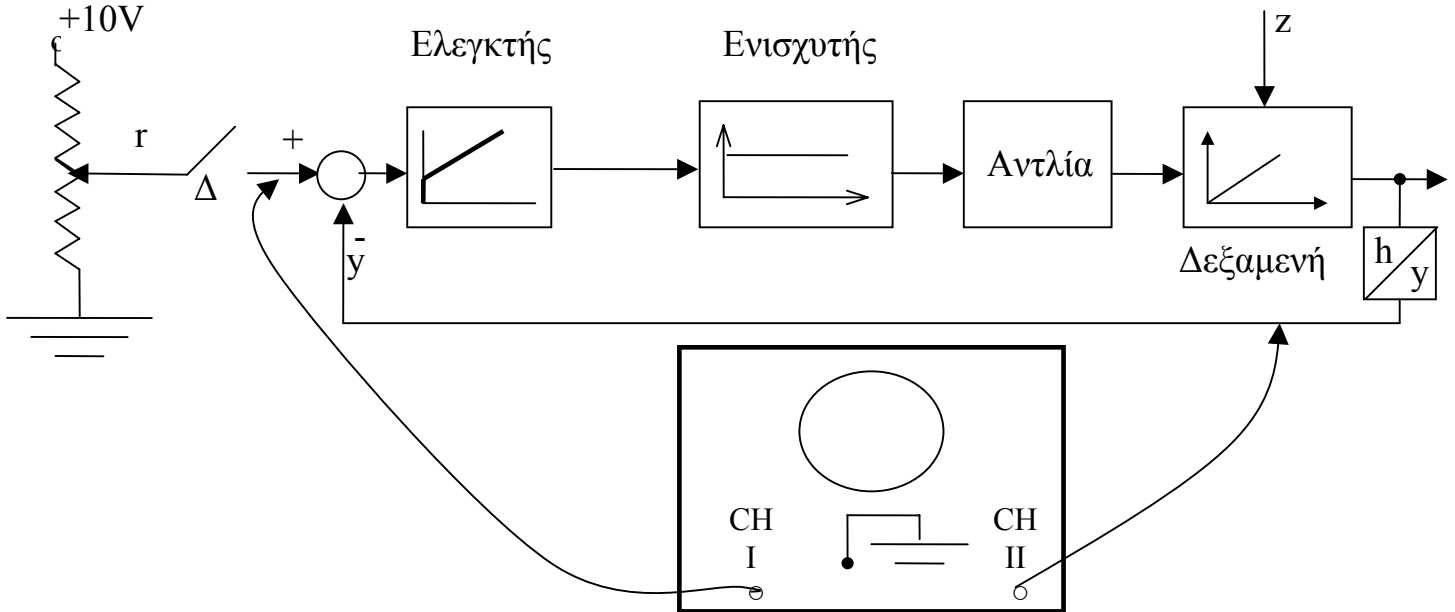 +10V
Ελεγκτής
Ενισχυτής
z
r
+
Δ
Αντλία
-
y
Δεξαμενή
h
y
CH
I
CH
II